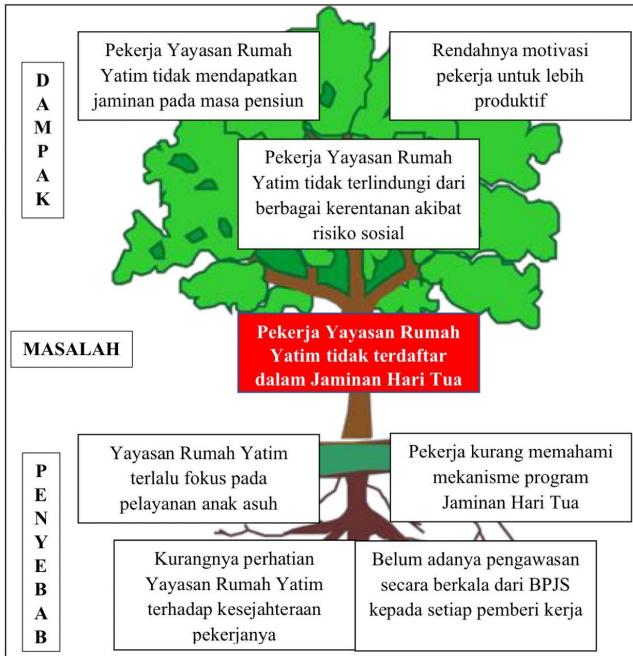 DAMPAK
Pekerja Yayasan Rumah
Yatim tidak mendapatkan
jaminan pada masa pensiun
Rendahnya motivasi
pekerja untuk lebih
produktif
Pekerja Yayasan Rumah
Yatim tidak terlindungi dari
berbagai kerentanan akibat
risiko sosial
MASALAH
Pekerja Yayasan Rumah
Yatim tidak terdaftar
dalam Jaminan Hari Tua
PENYEBAB
Yayasan Rumah Yatim
terlalu fokus pada
pelayanan anak asuh
Pekerja kurang memahami
mekanisme program
Jaminan Hari Tua
Kurangnya perhatian
Yayasan Rumah Yatim
terhadap kesejahteraan
pekerjanya
Belum adanya pengawasan
secara berkala dari BPJS
kepada setiap pemberi kerja